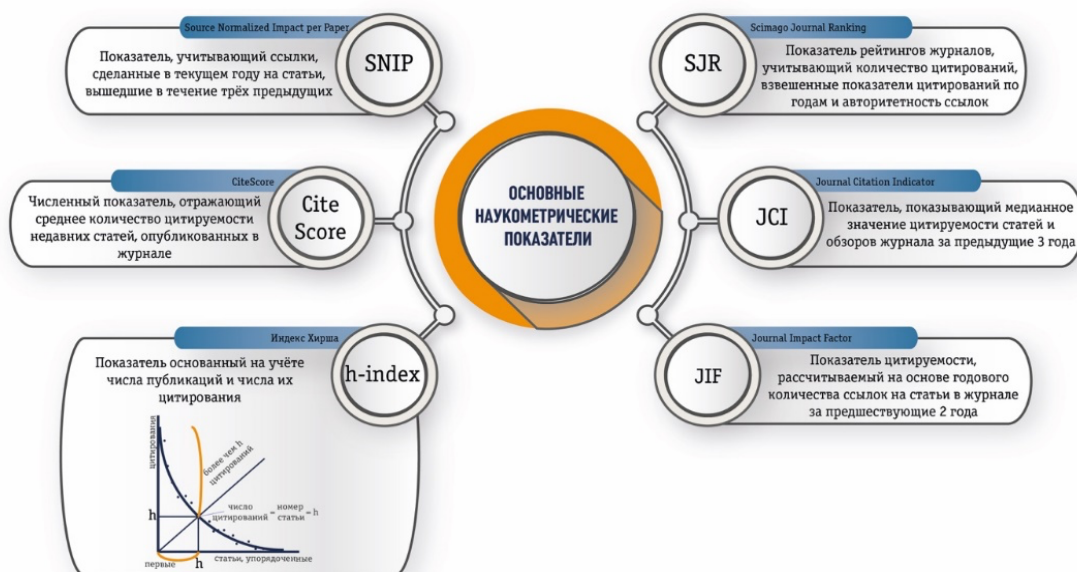 Source Normalized Impact per Paper
Показатель, учитывающий ссылки,
сделанные в текущем году на статьи,
вышедшие в течение трёх предыдущих
SNIP
CiteScore
Численный показатель, отражающий
среднее количество цитируемости
недавних статей, опубликованных в
журнале
Cite
Score
Индекс Хирша
Показатель основанный на учёте
числа публикаций и числа их
цитирования
h-index
цитирования
более чем h
цитирований
число
цитирований = номер
статьи = h
h
первые
h
статьи, упорядоченные
ОСНОВНЫЕ
НАУКОМЕТРИЧЕСКИЕ
ПОКАЗАТЕЛИ
Scimago Journal Ranking
SJR
Показатель рейтингов журналов,
учитывающий количество цитирований,
взвешенные показатели цитирований по
годам и авторитетность ссылок
Journal Citation Indicator
JCI
Показатель, показывающий медианное
значение цитируемости статей и
обзоров журнала за предыдущие 3 года
Journal Impact Factor
JIF
Показатель цитируемости,
рассчитываемый на основе годового
количества ссылок на статьи в журнале
за предшествующие 2 года